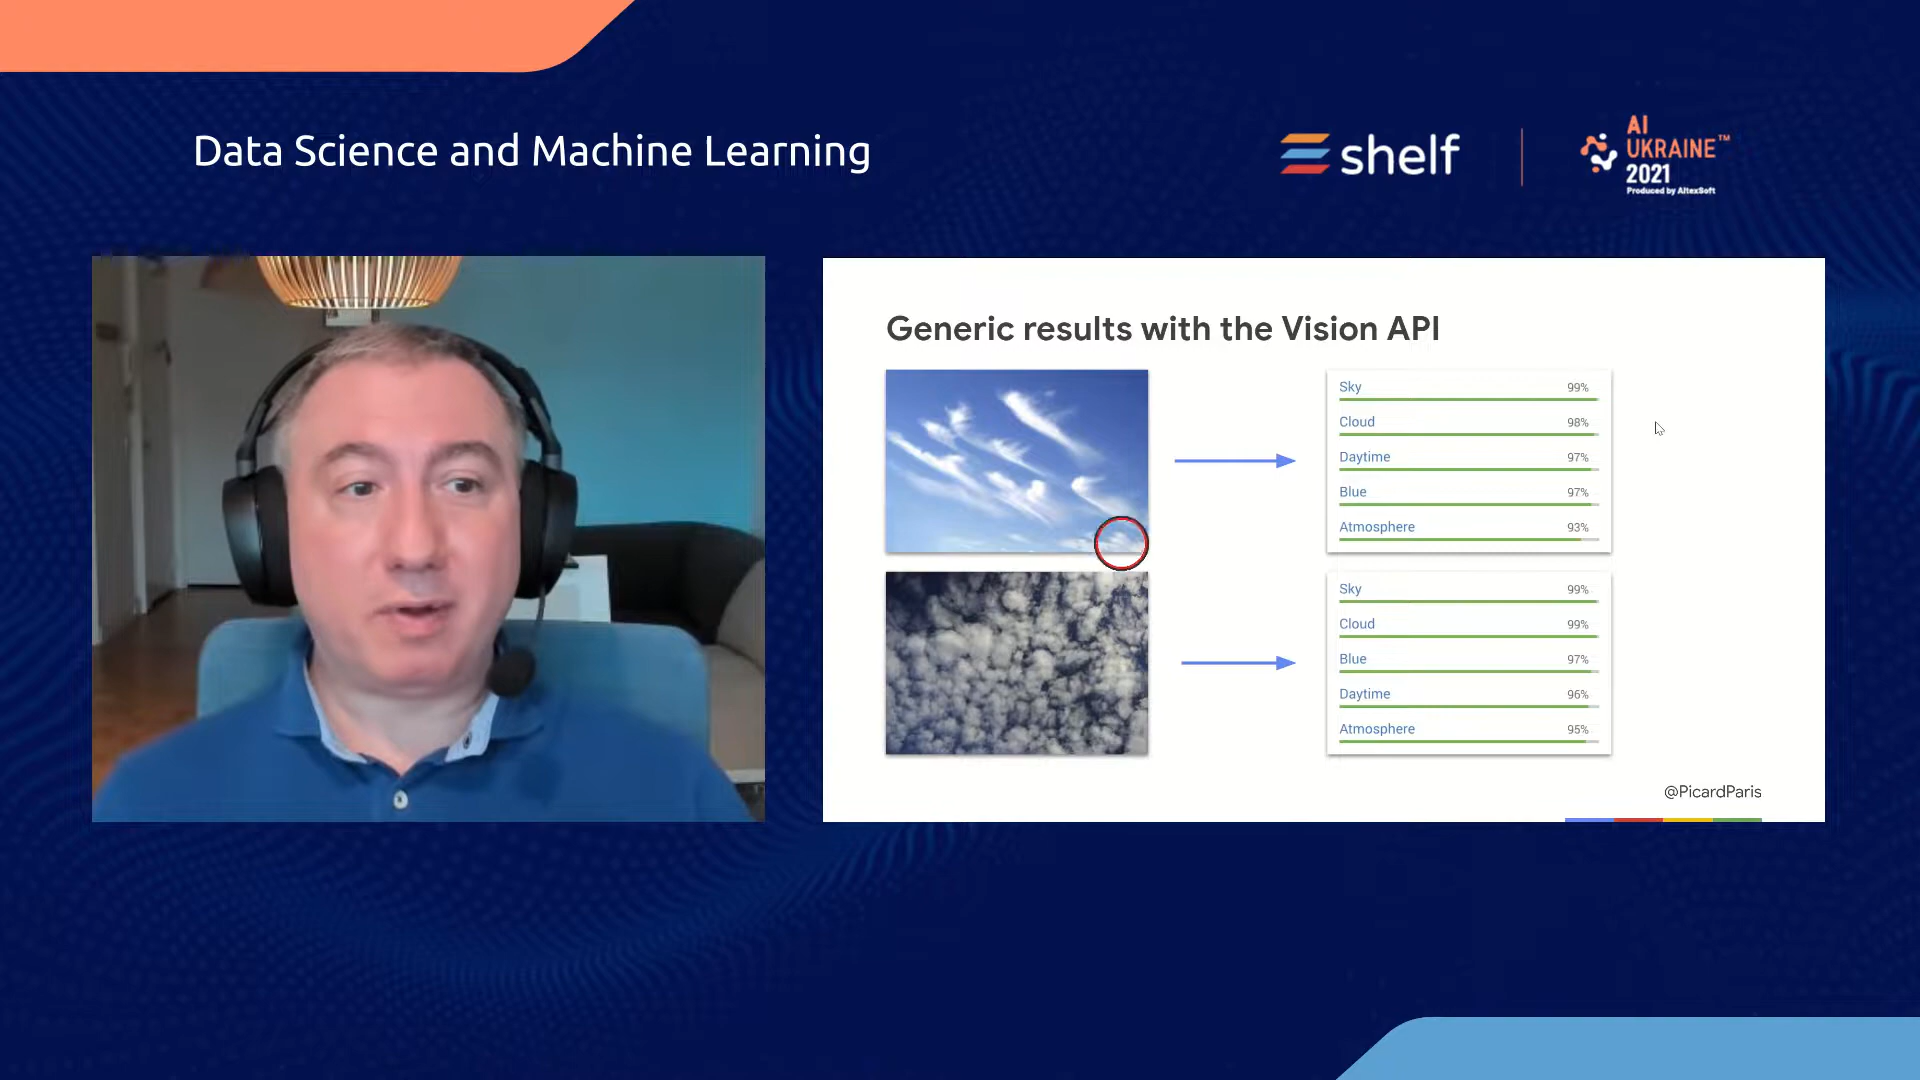 Data Science and Machine Learning
shelf
AI
UKRAINE™
2021
Produced by AltexSoft
Generic results with the Vision API
Sky 99%
Cloud 98%
Daytime 97%
Blue 97%
Atmosphere 93%
Sky 99%
Cloud 99%
Blue 97%
Daytime 96%
Atmosphere 95%
@PicardParis